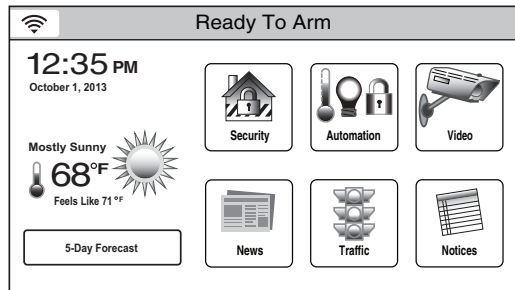 Ready To Arm
12:35 PM
October 1, 2013
Mostly Sunny
68°F
Feels Like 71 °F
5-Day Forecast
Security
Automation
Video
News
Traffic
Notices